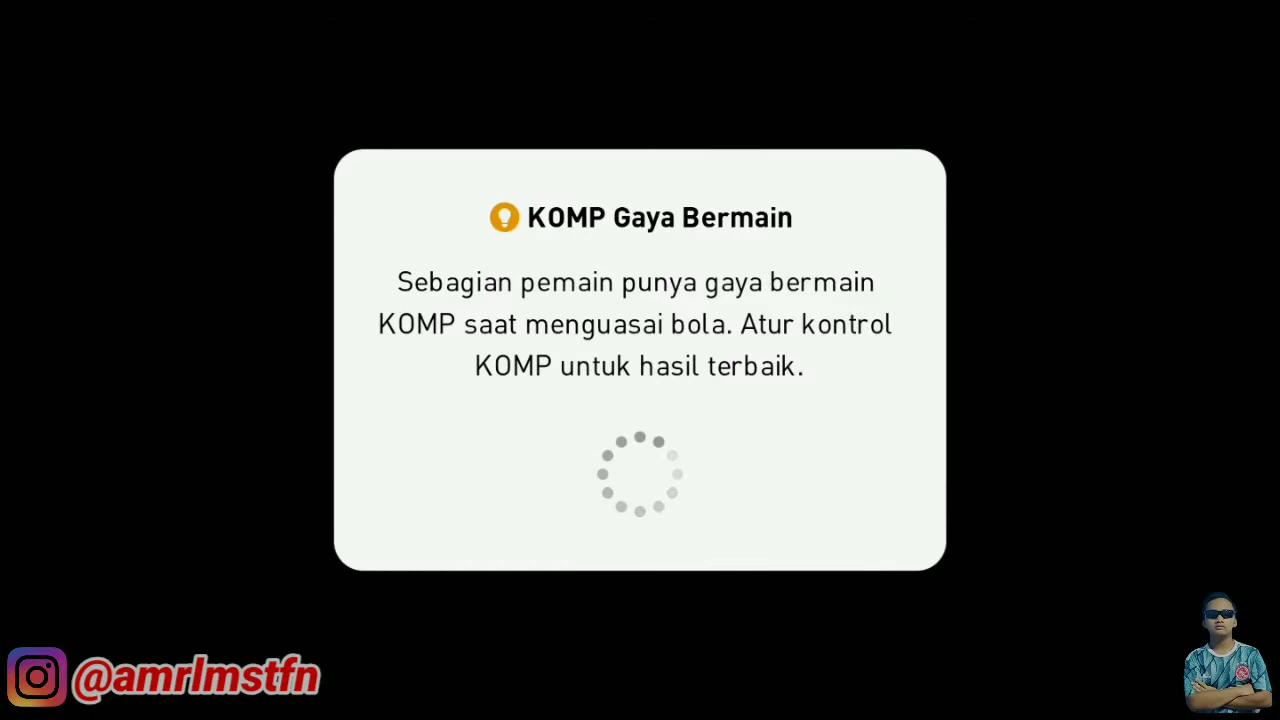 KOMP Gaya Bermain
Sebagian pemain punya gaya bermain
KOMP saat menguasai bola. Atur kontrol
KOMP untuk hasil terbaik.
@amrlmstfn